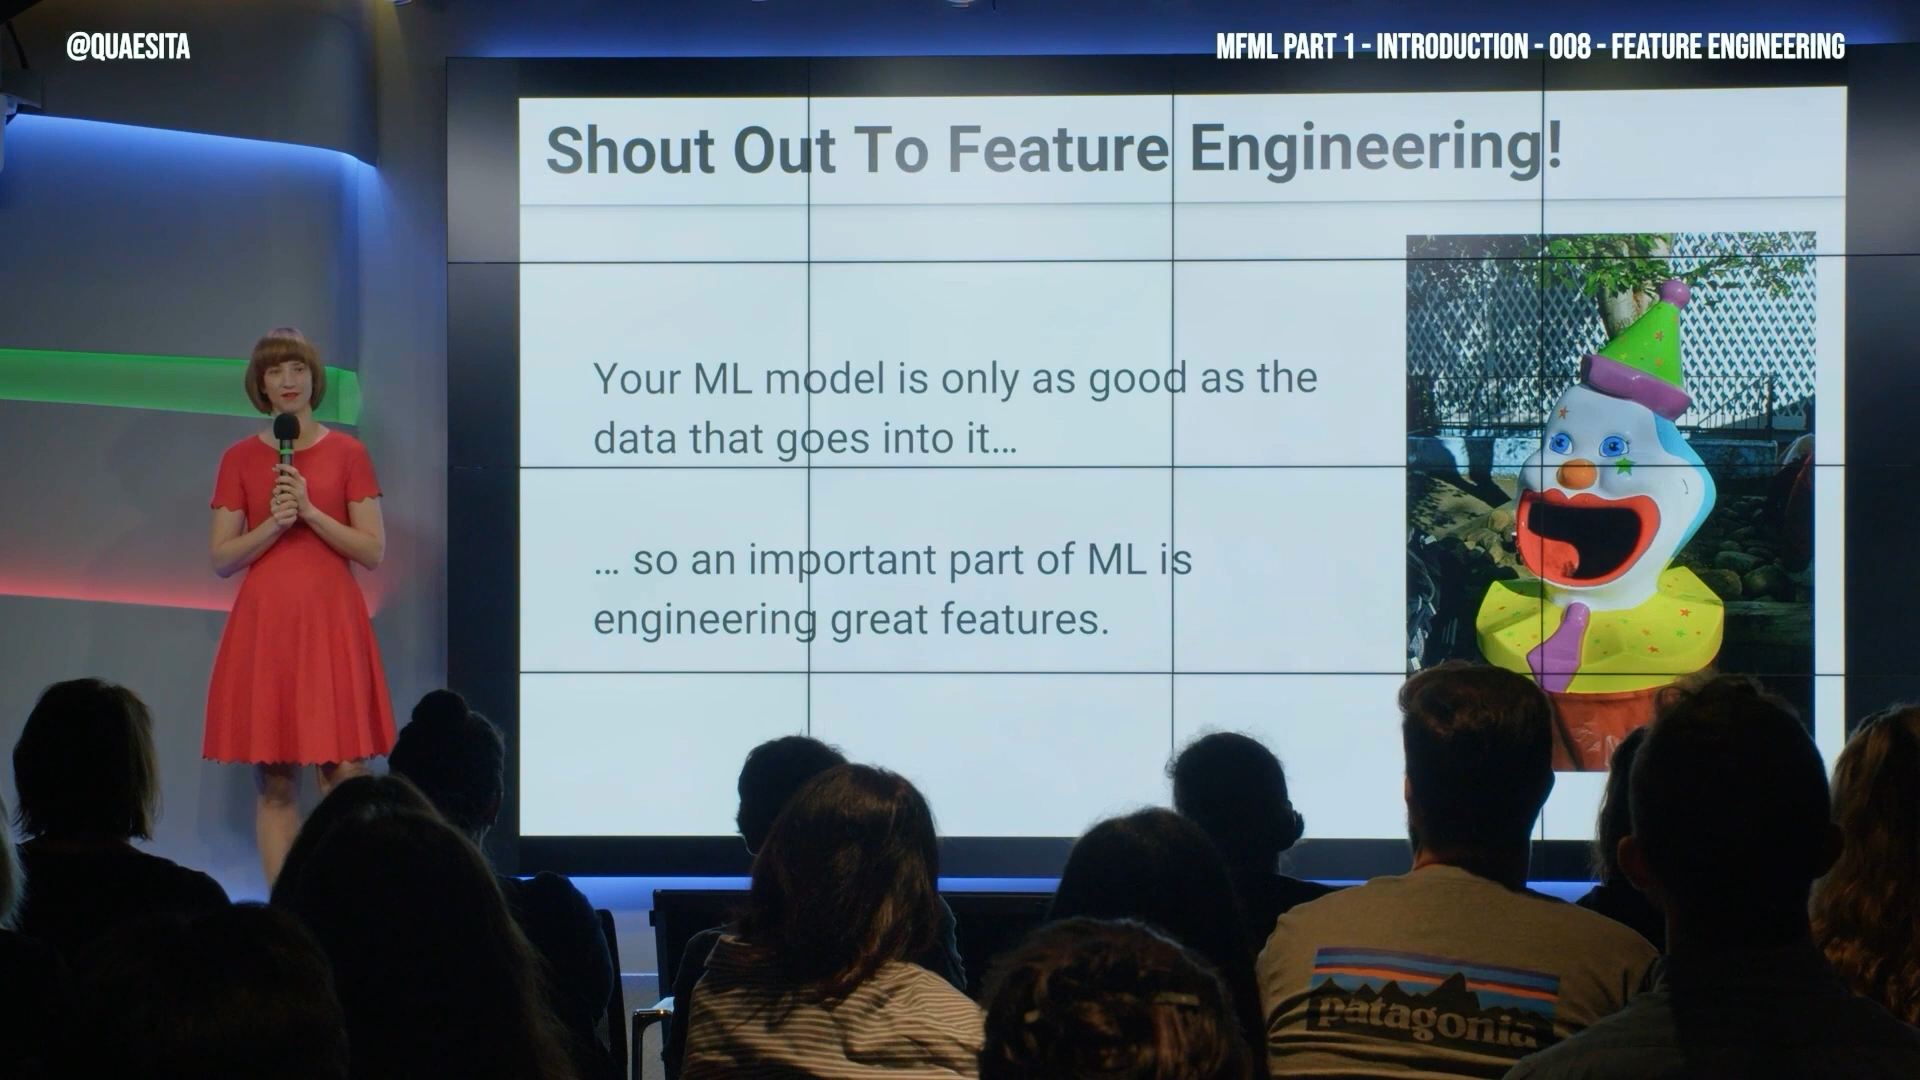 @QUAESITA
MFML PART 1 - INTRODUCTION - 008 - FEATURE ENGINEERING
Shout Out To Feature Engineering!
Your ML model is only as good as the
data that goes into it...
... so an important part of ML is
engineering great features.
patagonia